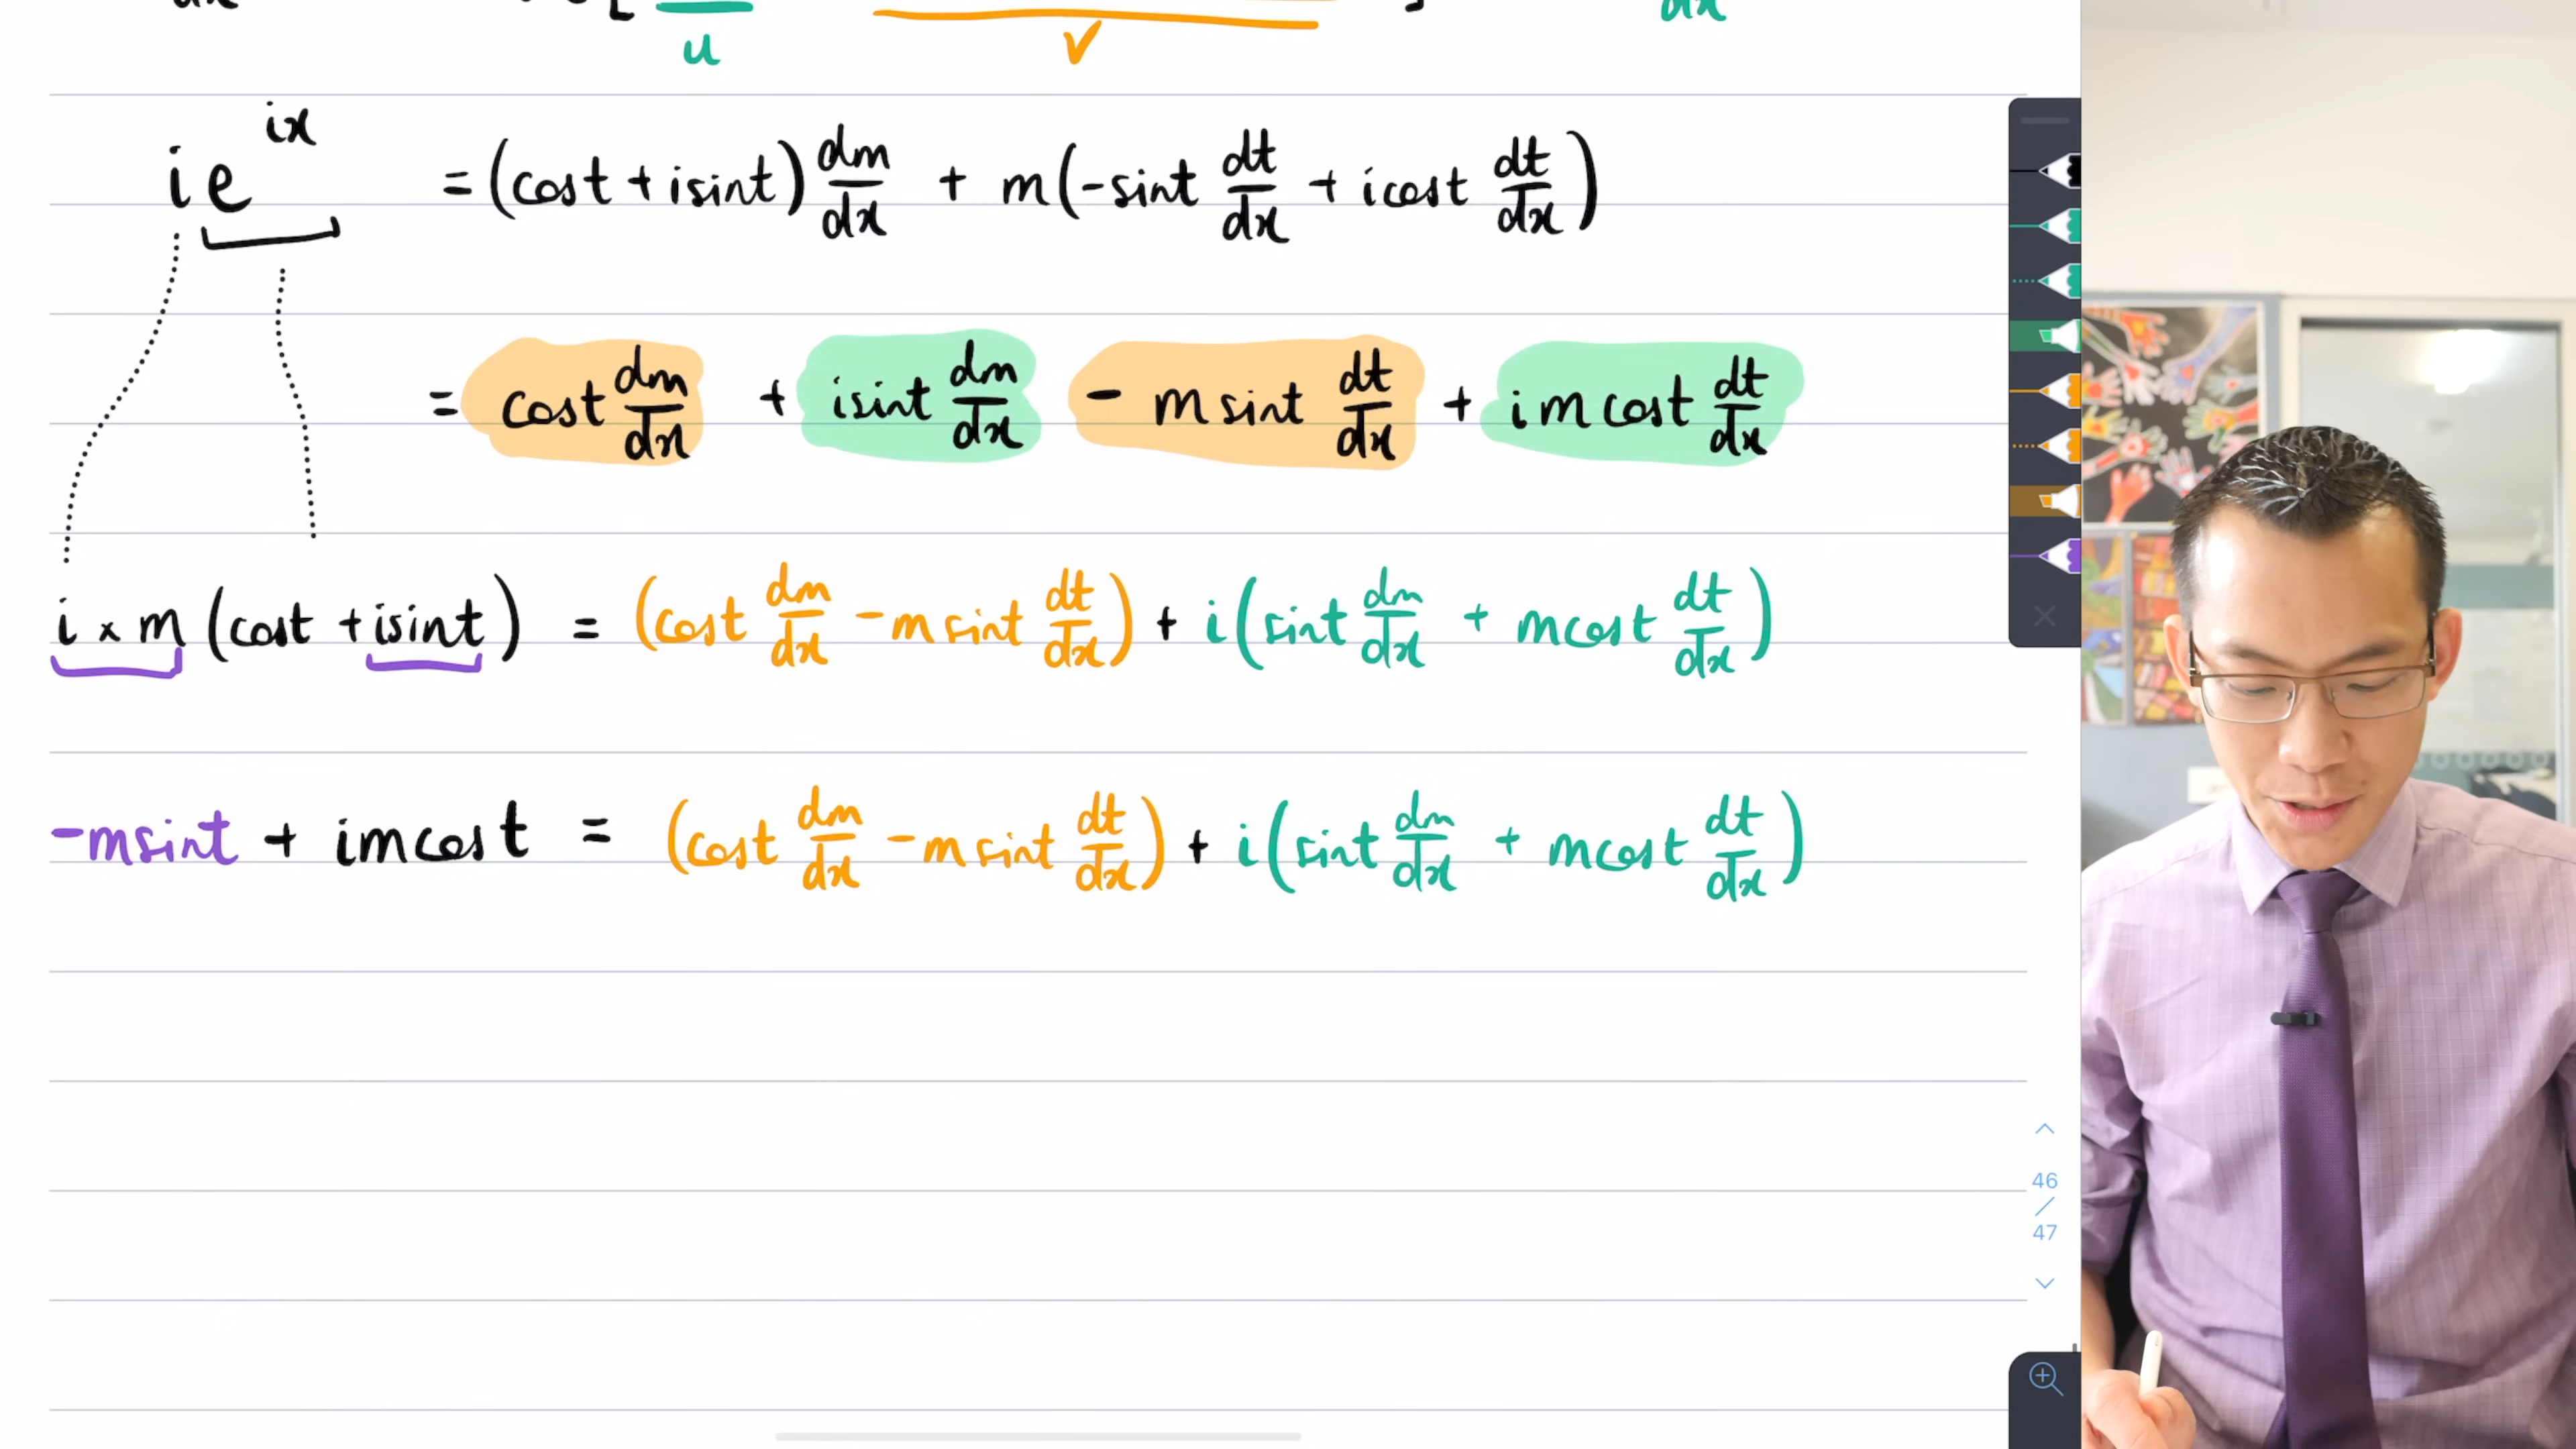 dx [ ] dx
u v
i e^{ix} = (cost + isint) dm/dx + m(-sint dt/dx + icost dt/dx)
= cost dm/dx + isint dm/dx - msint dt/dx + imcost dt/dx
i × m (cost + isint) = (cost dm/dx - msint dt/dx) + i(sint dm/dx + mcost dt/dx)
-msint + imcost = (cost dm/dx - msint dt/dx) + i(sint dm/dx + mcost dt/dx)
46
/
47